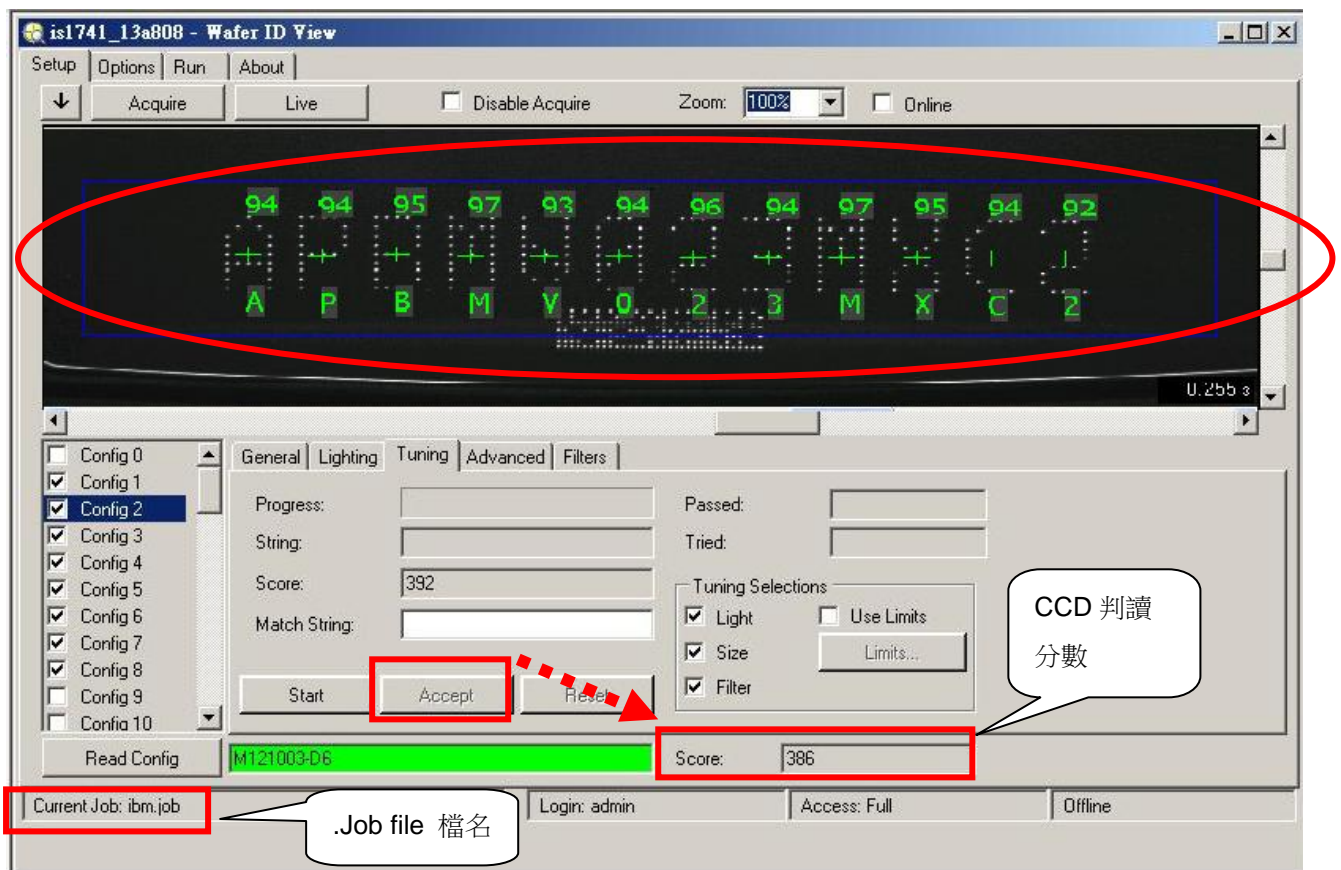 is1741_13a808 - Wafer ID View
Setup Options Run About
Acquire Live Disable Acquire Zoom: 100% Online
94 94 95 97 93 94 96 94 97 95 94 92
A P B M V 0 2 3 M X C 2
0.255 s
Config 0
Config 1
Config 2
Config 3
Config 4
Config 5
Config 6
Config 7
Config 8
Config 9
Config 10
General Lighting Tuning Advanced Filters
Progress: Passed:
String: Tried:
Score: 392
Match String:
Tuning Selections
Light Use Limits
Size Limits...
Filter
Start Accept Reset
CCD 判讀
分數
Read Config M121003-D6 Score: 386
Current Job: ibm.job Login: admin Access: Full Offline
.Job file 檔名